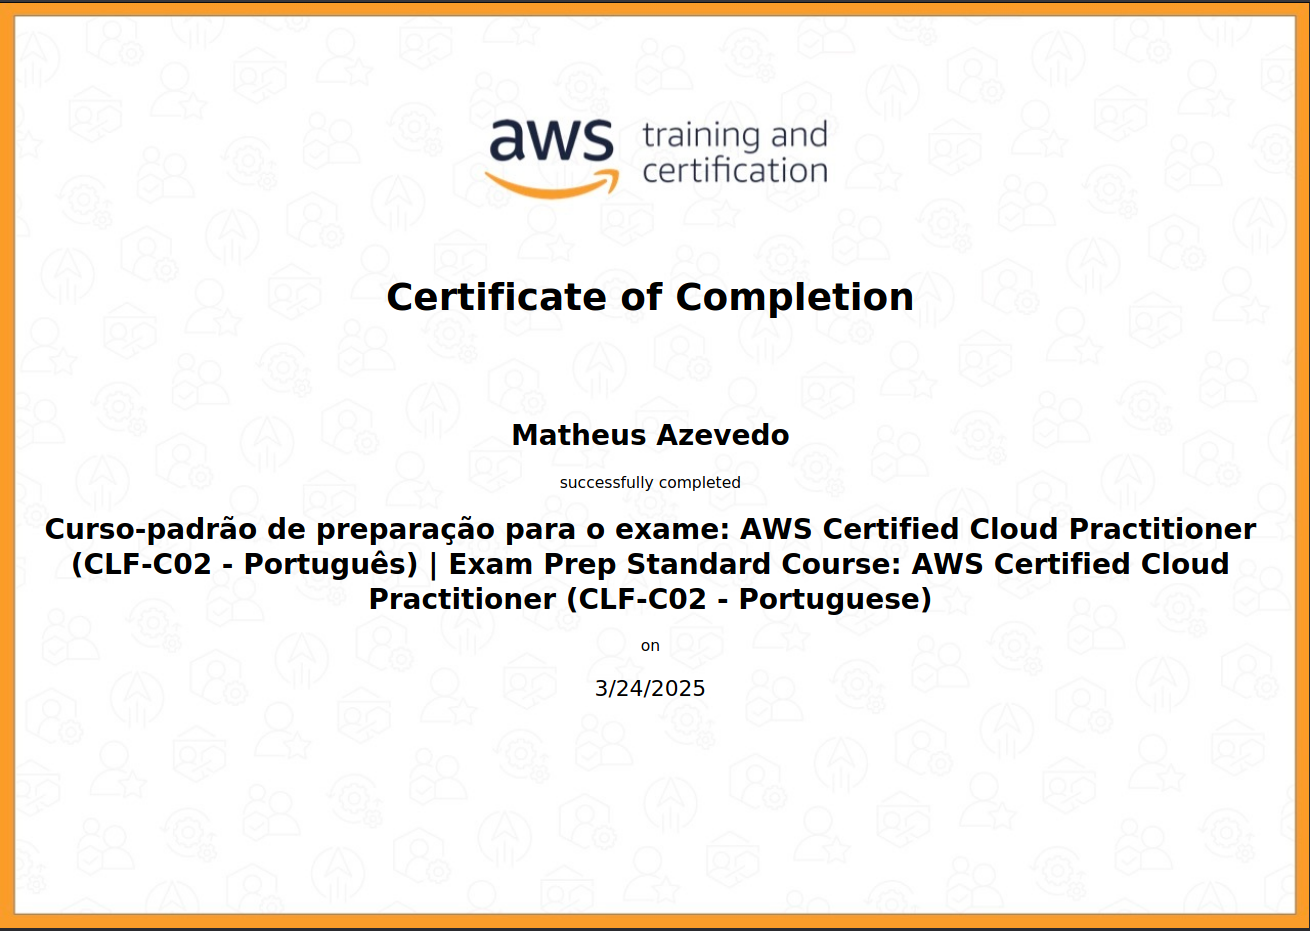 aws training and
certification
Certificate of Completion
Matheus Azevedo
successfully completed
Curso-padrão de preparação para o exame: AWS Certified Cloud Practitioner
(CLF-C02 - Português) | Exam Prep Standard Course: AWS Certified Cloud
Practitioner (CLF-C02 - Portuguese)
on
3/24/2025